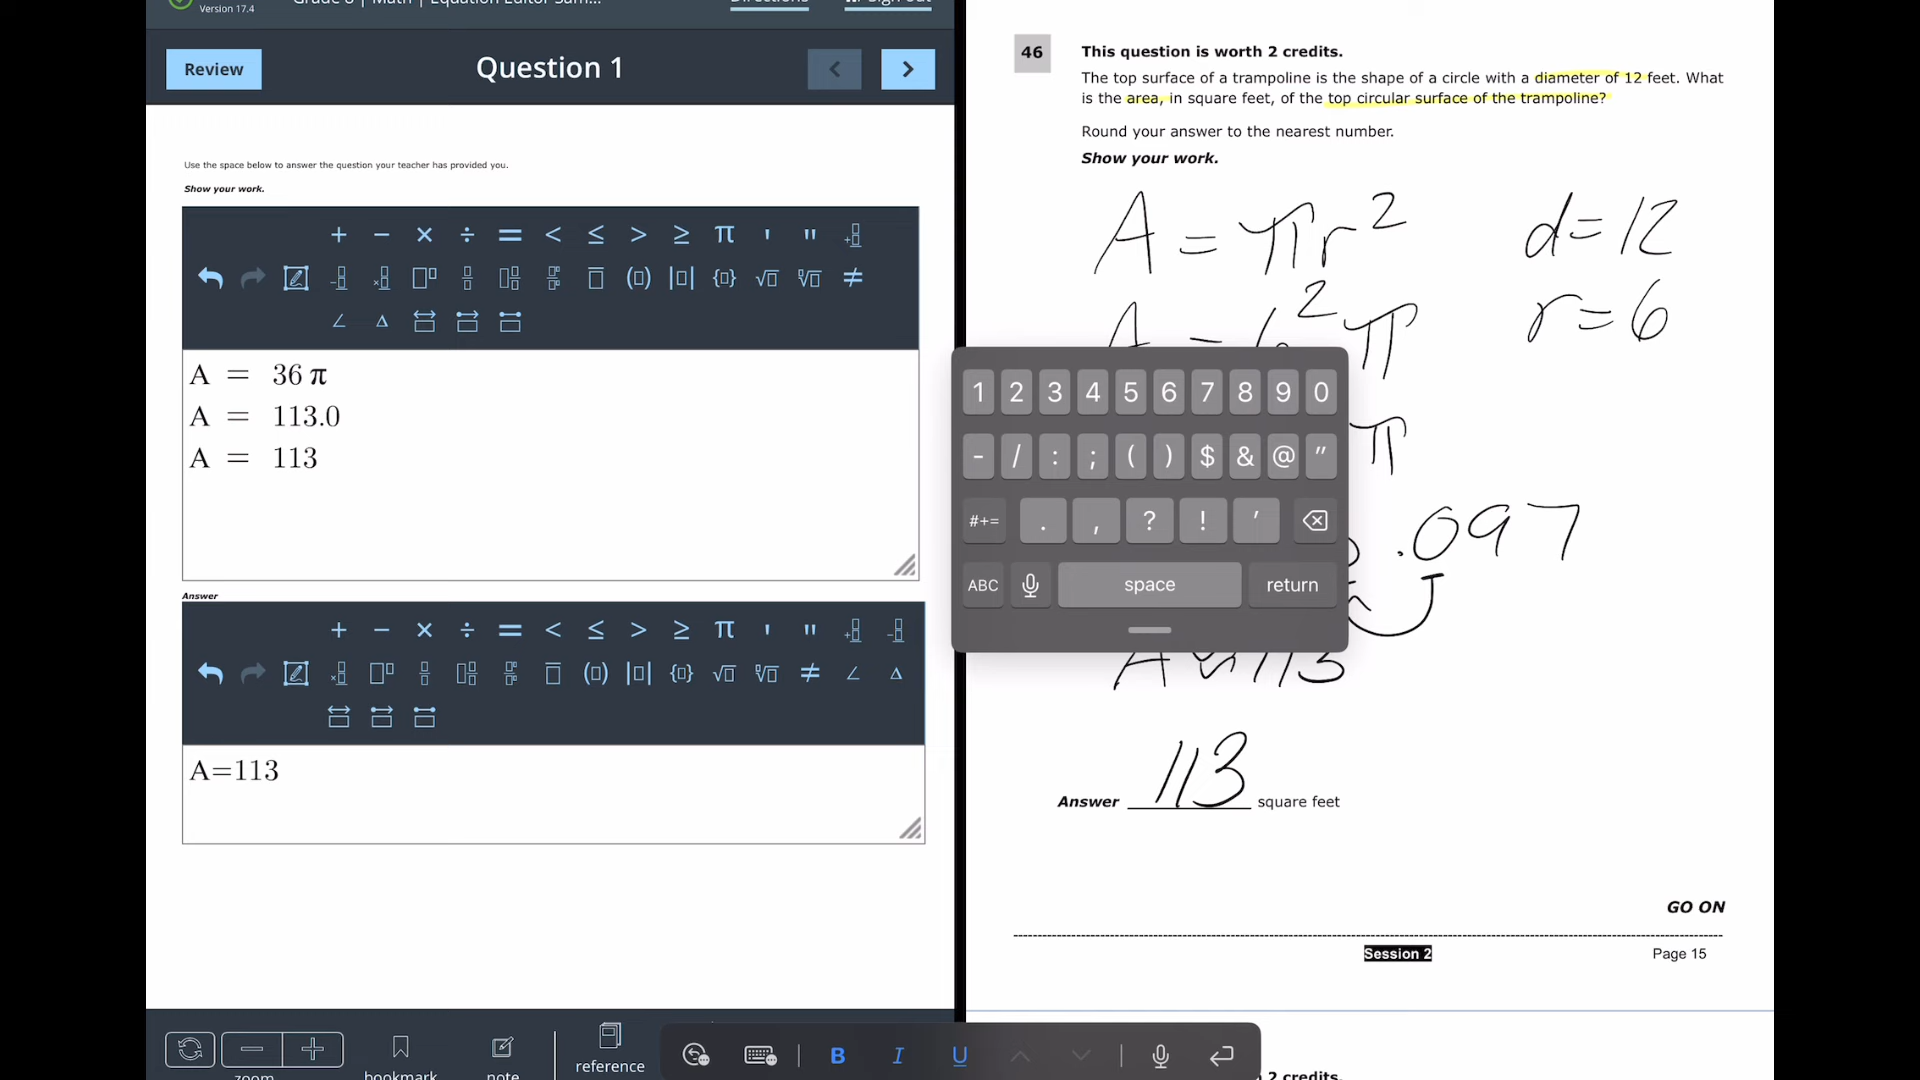 Version 17.4
Review
Question 1
Use the space below to answer the question your teacher has provided you.
Show your work.
+ − × ÷ = < ≤ > ≥ π ' "
≠
∠ Δ
A = 36 π
A = 113.0
A = 113
Answer
+ − × ÷ = < ≤ > ≥ π ' "
≠ ∠ Δ
A=113
zoom
bookmark
note
reference
B I U
46
This question is worth 2 credits.
The top surface of a trampoline is the shape of a circle with a diameter of 12 feet. What
is the area, in square feet, of the top circular surface of the trampoline?
Round your answer to the nearest number.
Show your work.
A = πr² d=12
r=6
π
π
.097
A ≈ 113
113
Answer square feet
GO ON
Session 2
Page 15
2 credits.
1 2 3 4 5 6 7 8 9 0
- / : ; ( ) $ & @ "
#+= . , ? ! '
ABC space return